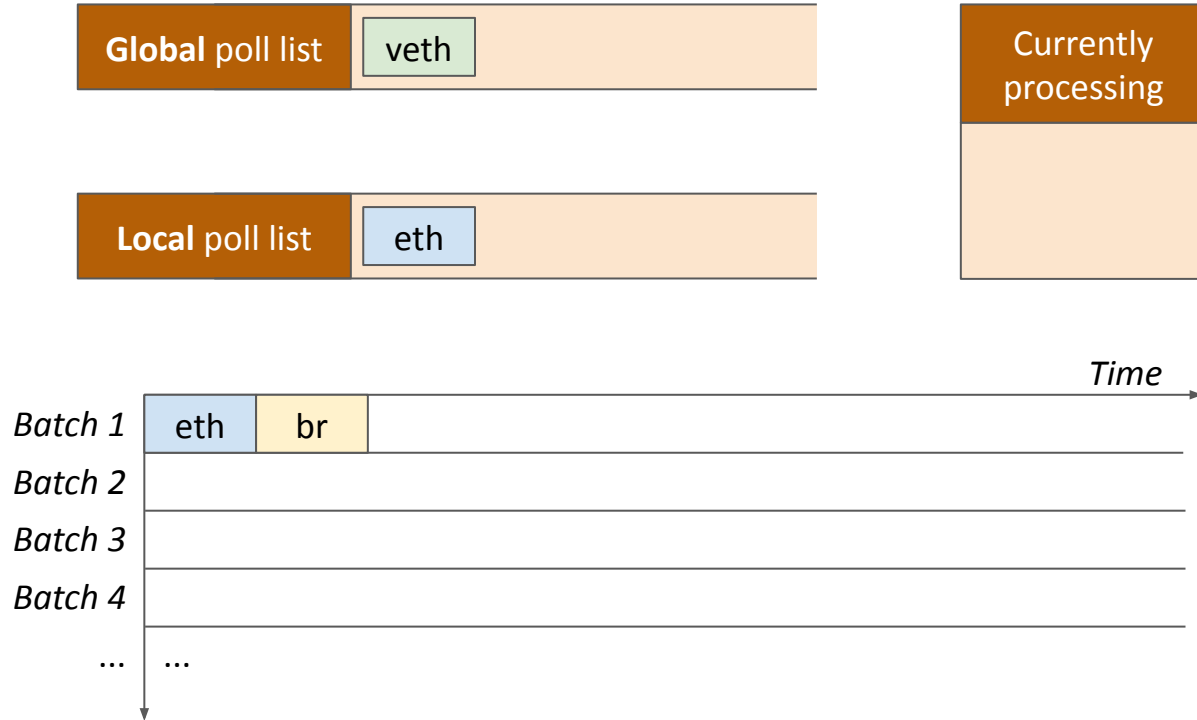 Global poll list
veth
Currently
processing
Local poll list
eth
Time
Batch 1
eth
br
Batch 2
Batch 3
Batch 4
... ...